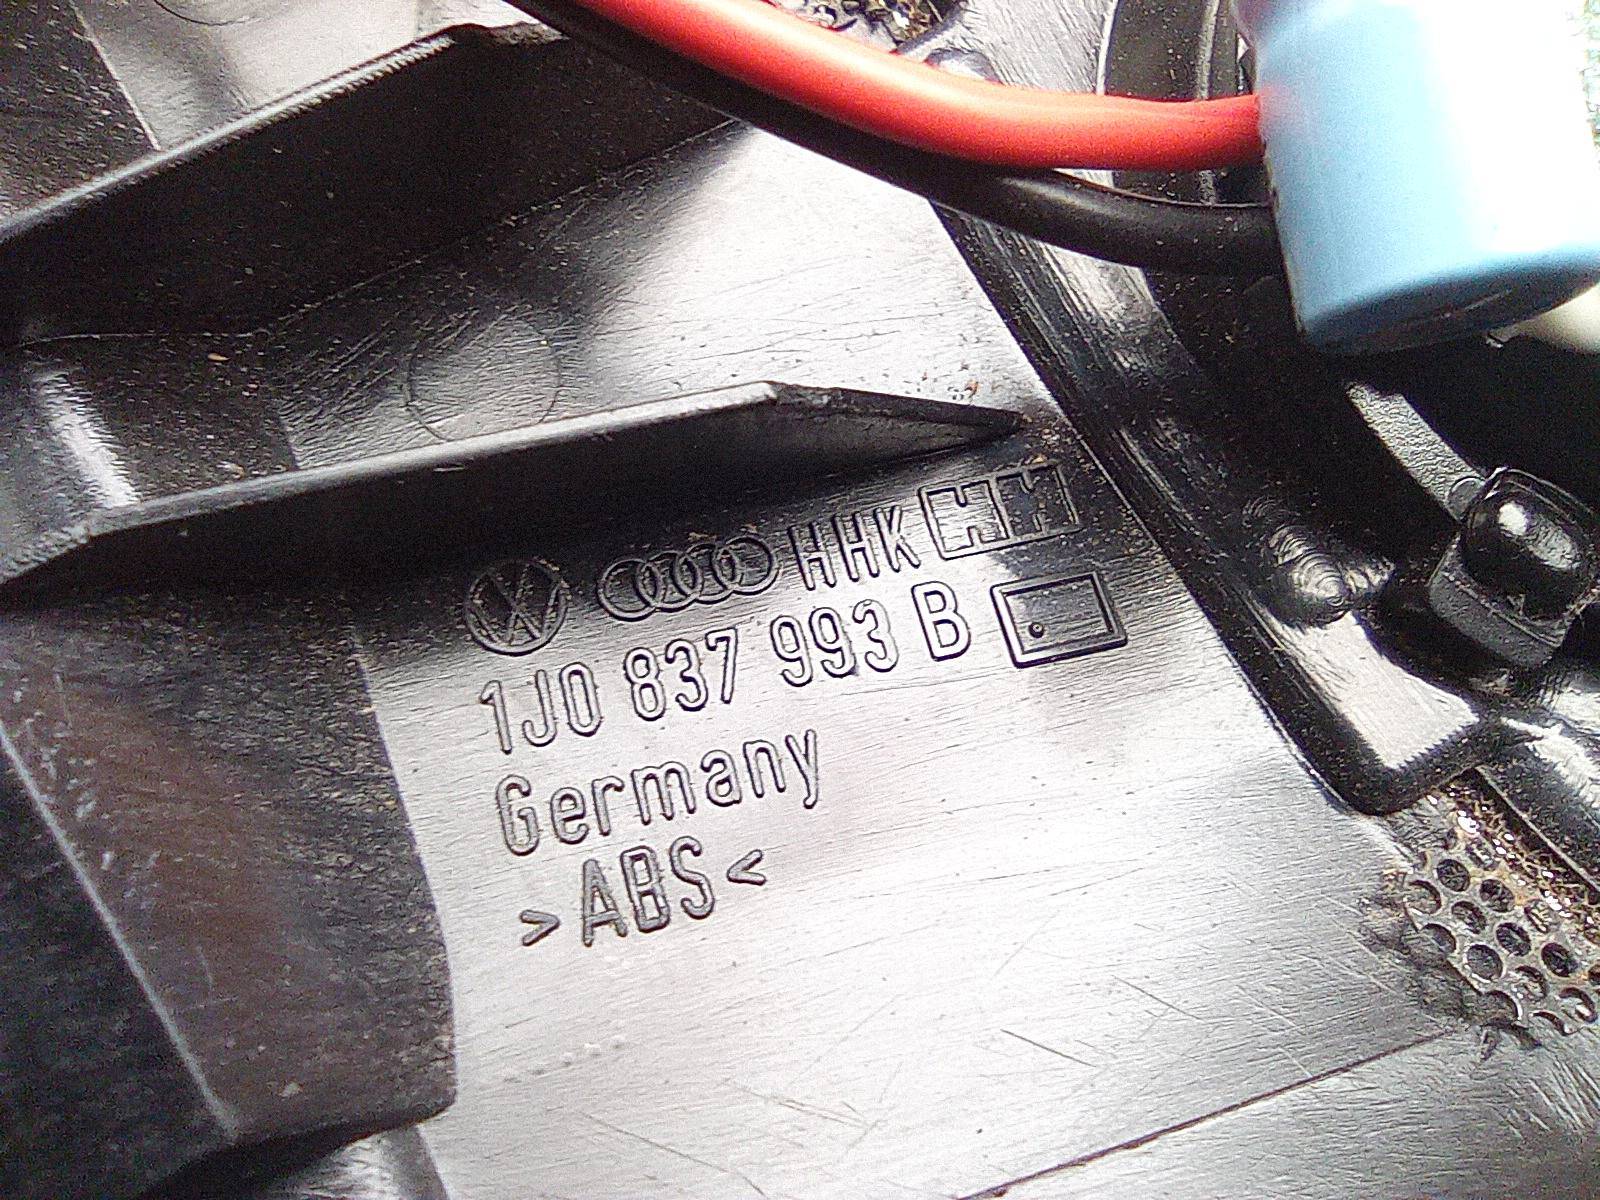 HHK
1J0 837 993 B
Germany
>ABS<